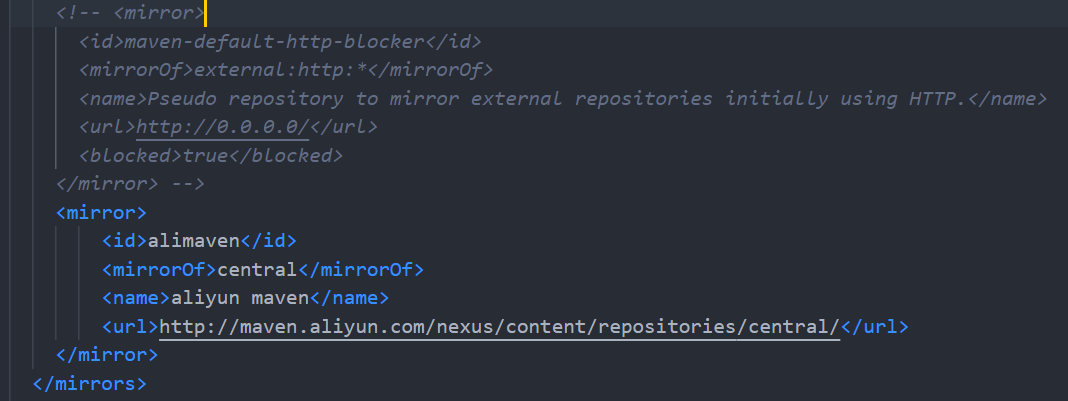 <!-- <mirror>
<id>maven-default-http-blocker</id>
<mirrorOf>external:http:*</mirrorOf>
<name>Pseudo repository to mirror external repositories initially using HTTP.</name>
<url>http://0.0.0.0/</url>
<blocked>true</blocked>
</mirror> -->
<mirror>
<id>alimaven</id>
<mirrorOf>central</mirrorOf>
<name>aliyun maven</name>
<url>http://maven.aliyun.com/nexus/content/repositories/central/</url>
</mirror>
</mirrors>